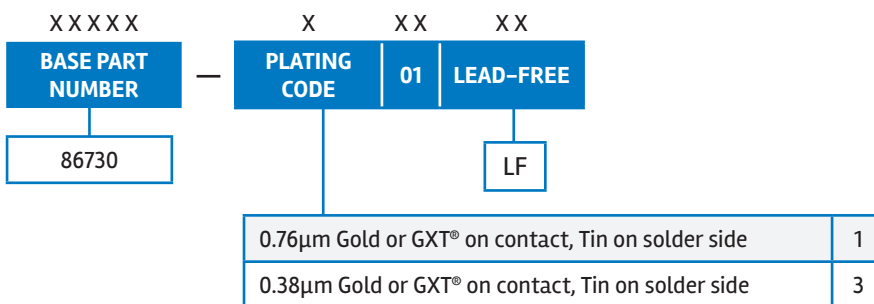 XXXXX X XX XX
BASE PART NUMBER — PLATING CODE 01 LEAD-FREE
86730
LF
0.76µm Gold or GXT® on contact, Tin on solder side 1
0.38µm Gold or GXT® on contact, Tin on solder side 3